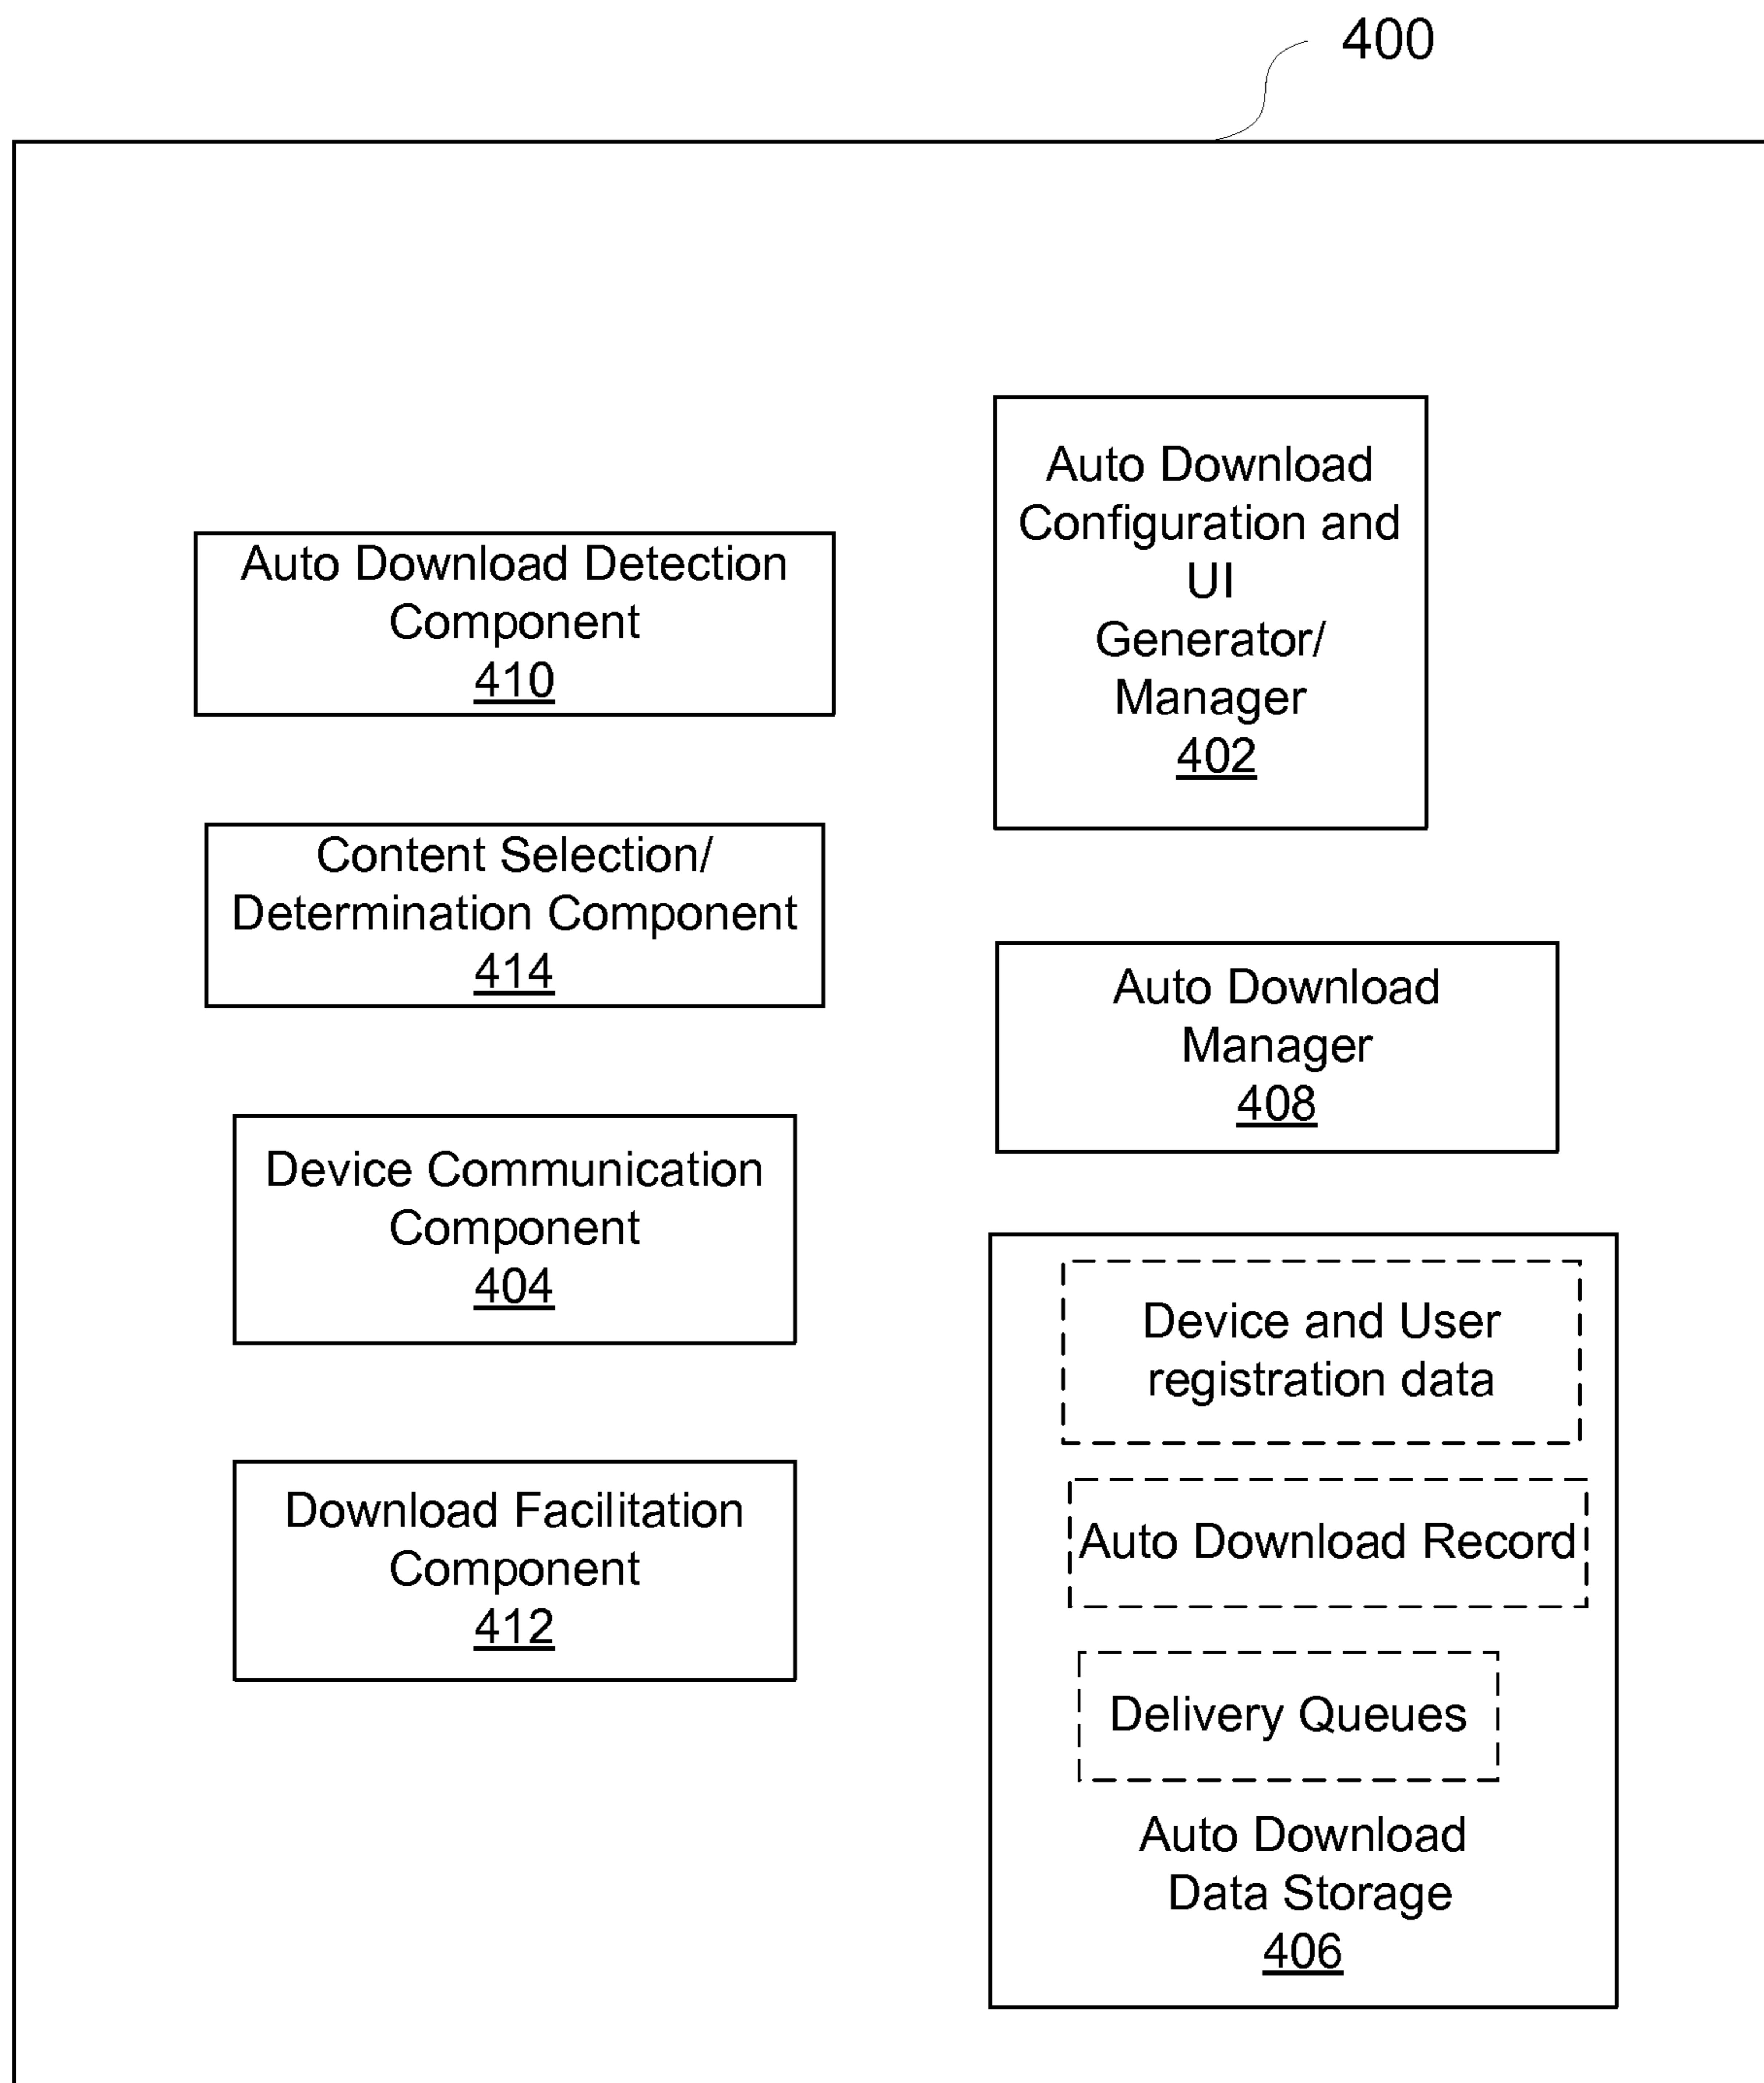 400
Auto Download Detection
Component
410
Content Selection/
Determination Component
414
Device Communication
Component
404
Download Facilitation
Component
412
Auto Download
Configuration and
UI
Generator/
Manager
402
Auto Download
Manager
408
Device and User
registration data
Auto Download Record
Delivery Queues
Auto Download
Data Storage
406